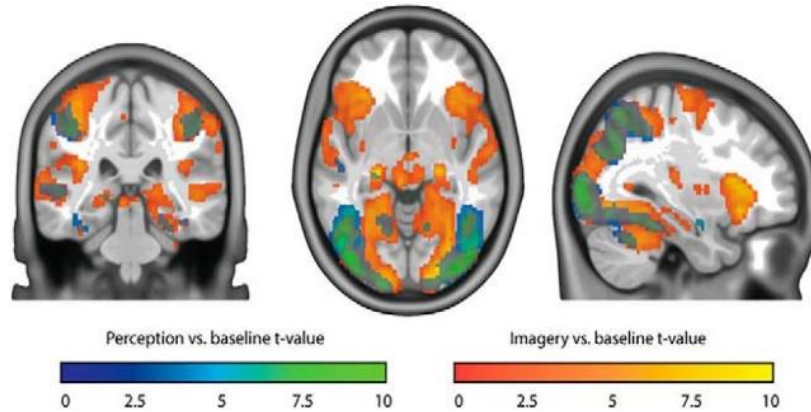 Perception vs. baseline t-value
Imagery vs. baseline t-value
0 2.5 5 7.5 10
0 2.5 5 7.5 10